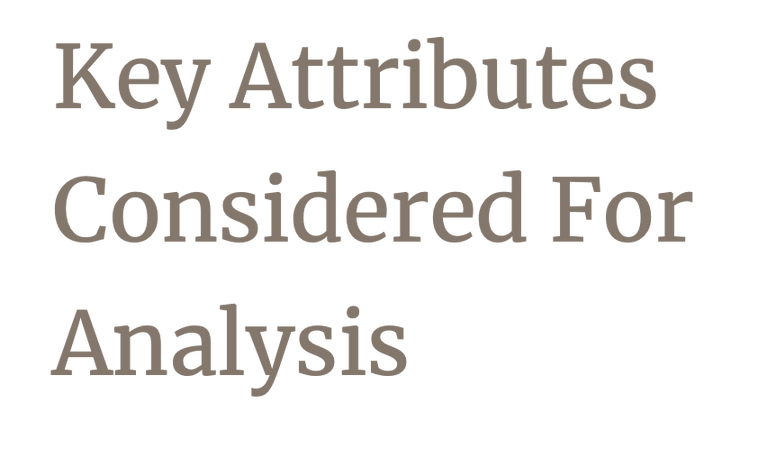 Key Attributes
Considered For
Analysis